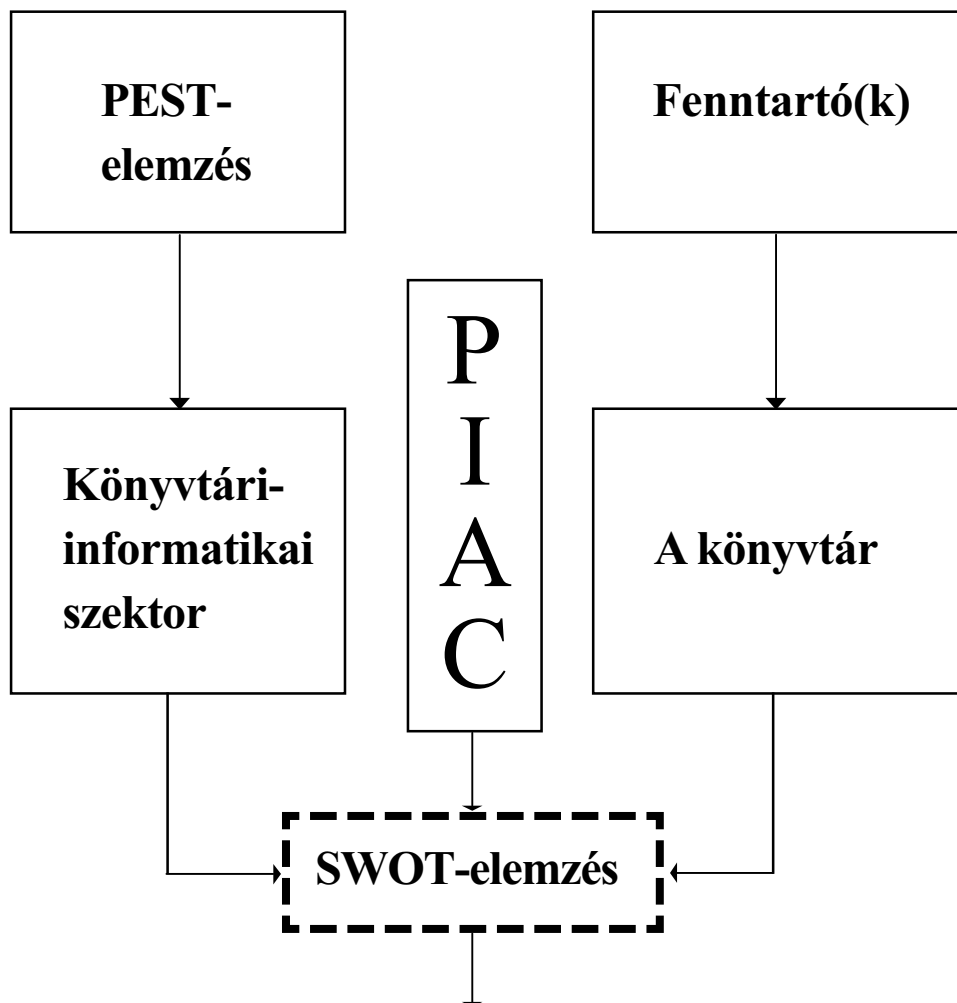 PEST-
elemzés
Fenntartó(k)
P
I
A
C
Könyvtári-
informatikai
szektor
A könyvtár
SWOT-elemzés